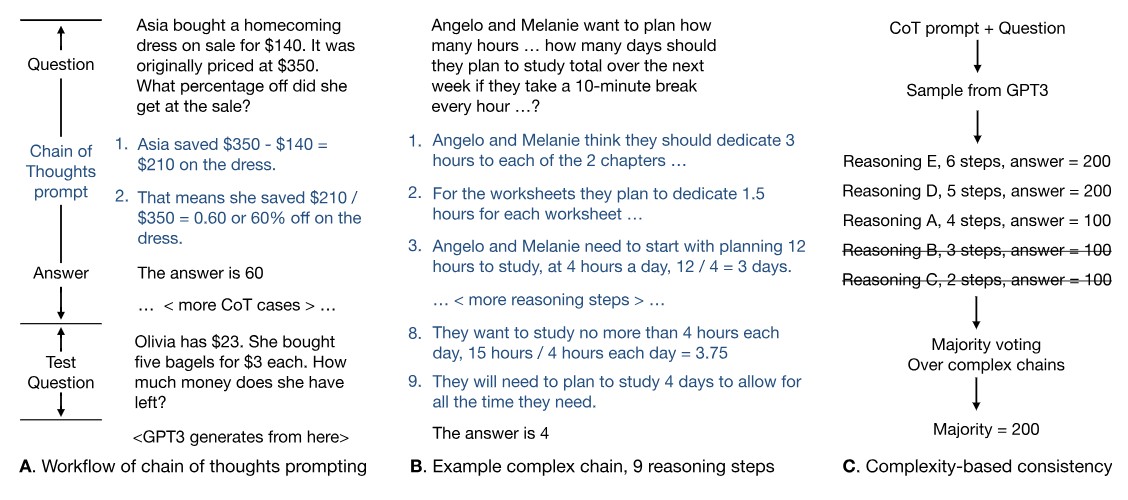 Question
Chain of
Thoughts
prompt
Answer
Test
Question
Asia bought a homecoming
dress on sale for $140. It was
originally priced at $350.
What percentage off did she
get at the sale?
1. Asia saved $350 - $140 =
$210 on the dress.
2. That means she saved $210 /
$350 = 0.60 or 60% off on the
dress.
The answer is 60
… < more CoT cases > …
Olivia has $23. She bought
five bagels for $3 each. How
much money does she have
left?
<GPT3 generates from here>
A. Workflow of chain of thoughts prompting
Angelo and Melanie want to plan how
many hours … how many days should
they plan to study total over the next
week if they take a 10-minute break
every hour …?
1. Angelo and Melanie think they should dedicate 3
hours to each of the 2 chapters …
2. For the worksheets they plan to dedicate 1.5
hours for each worksheet …
3. Angelo and Melanie need to start with planning 12
hours to study, at 4 hours a day, 12 / 4 = 3 days.
… < more reasoning steps > …
8. They want to study no more than 4 hours each
day, 15 hours / 4 hours each day = 3.75
9. They will need to plan to study 4 days to allow for
all the time they need.
The answer is 4
B. Example complex chain, 9 reasoning steps
CoT prompt + Question
Sample from GPT3
Reasoning E, 6 steps, answer = 200
Reasoning D, 5 steps, answer = 200
Reasoning A, 4 steps, answer = 100
Reasoning B, 3 steps, answer = 100
Reasoning C, 2 steps, answer = 100
Majority voting
Over complex chains
Majority = 200
C. Complexity-based consistency